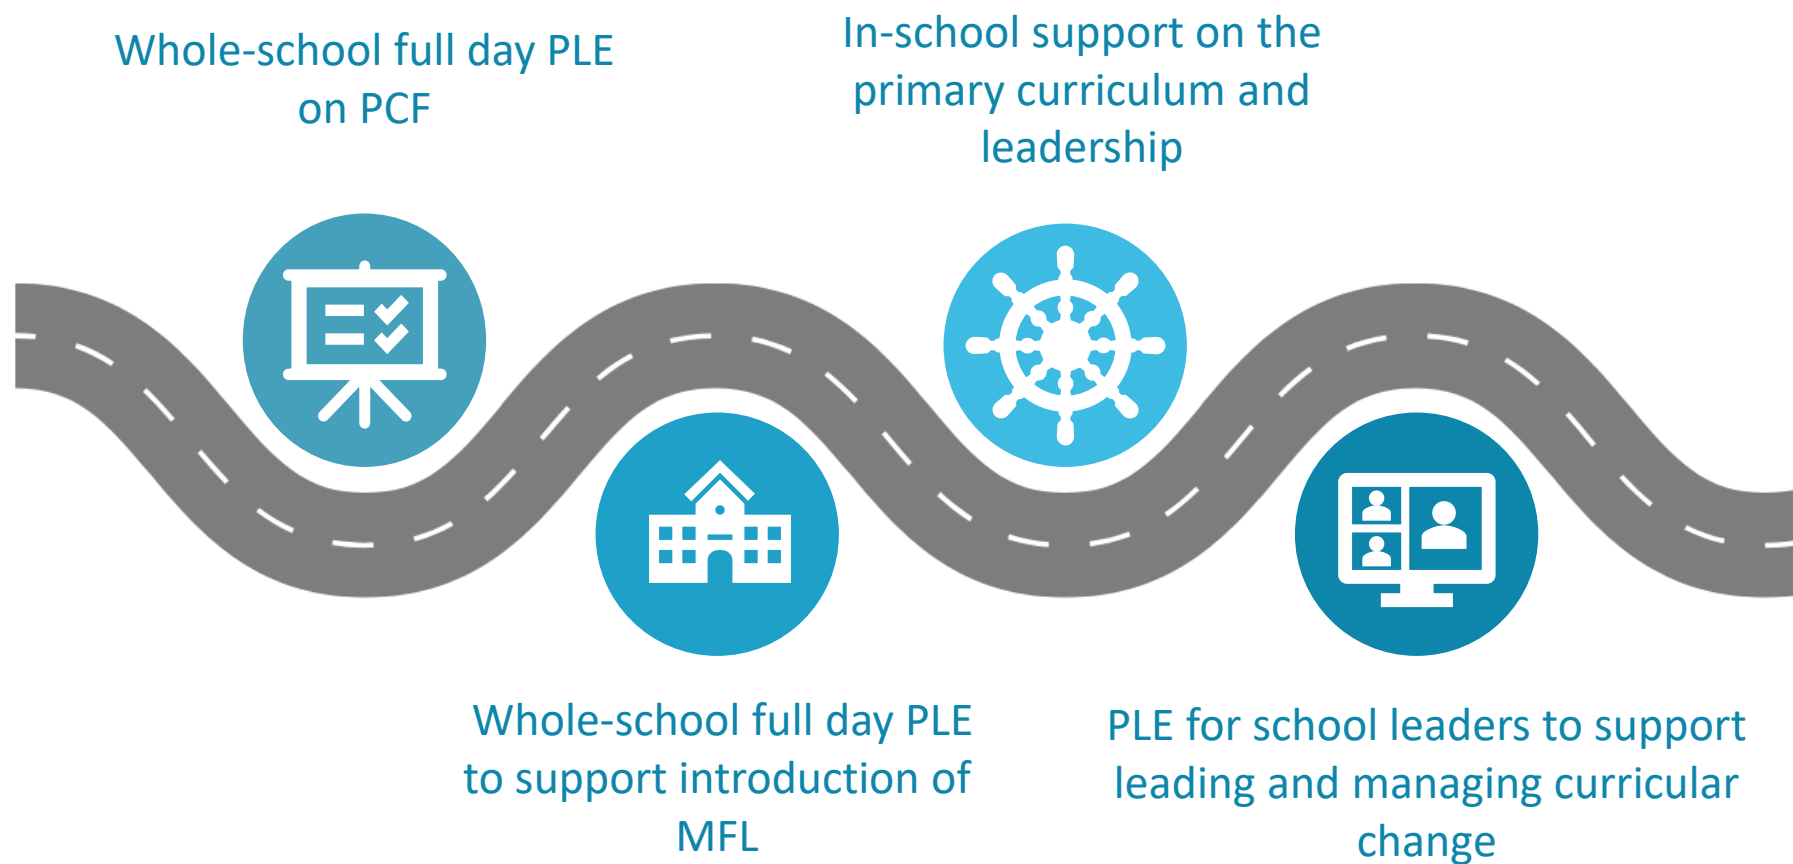 Whole-school full day PLE
on PCF
In-school support on the
primary curriculum and
leadership
Whole-school full day PLE
to support introduction of
MFL
PLE for school leaders to support
leading and managing curricular
change